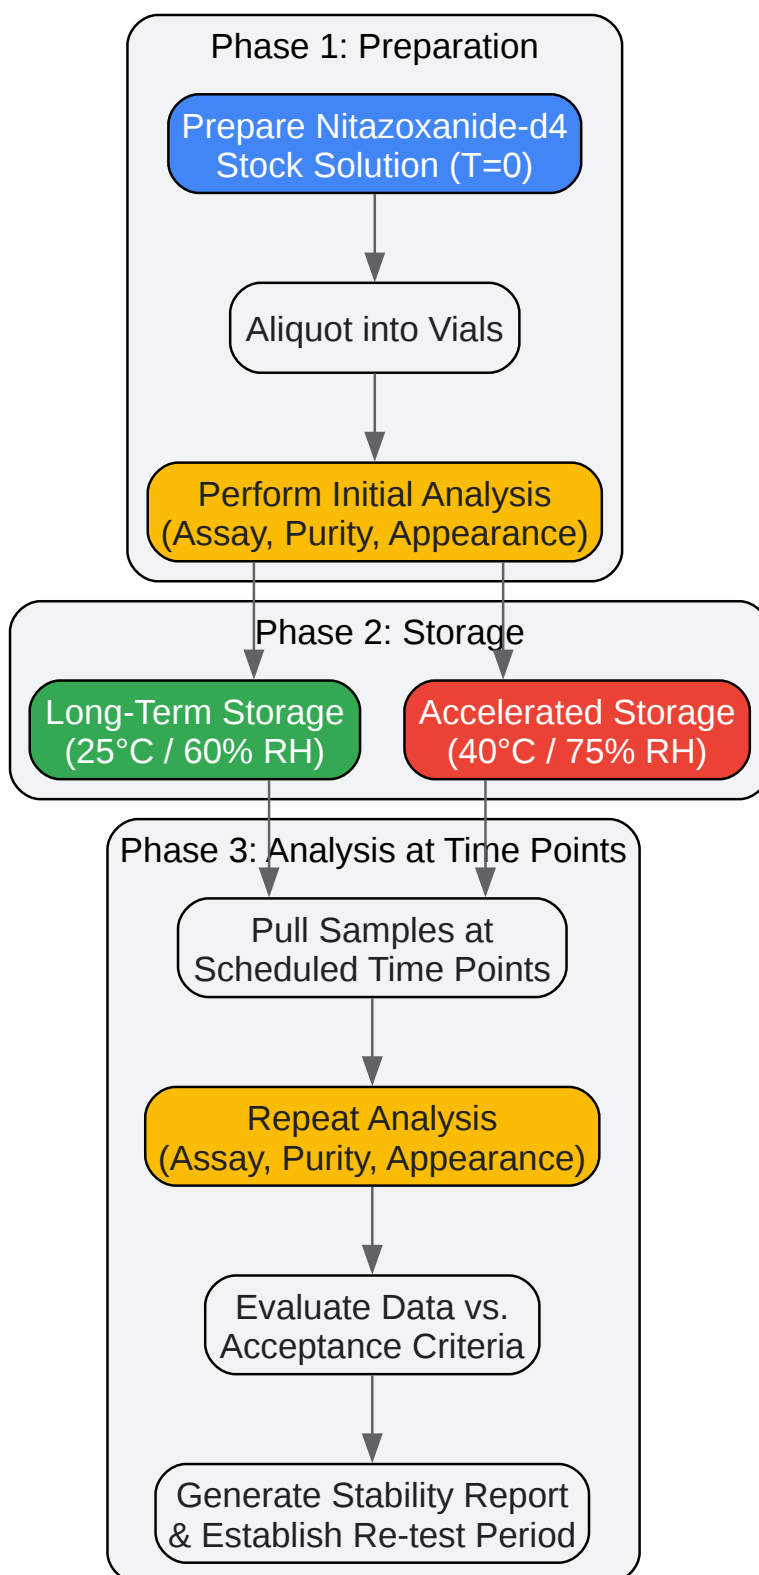 Phase 1: Preparation
Prepare Nitazoxanide-d4
Stock Solution (T=0)
Aliquot into Vials
Perform Initial Analysis
(Assay, Purity, Appearance)
Phase 2: Storage
Long-Term Storage
(25°C / 60% RH)
Accelerated Storage
(40°C / 75% RH)
Phase 3: Analysis at Time Points
Pull Samples at
Scheduled Time Points
Repeat Analysis
(Assay, Purity, Appearance)
Evaluate Data vs.
Acceptance Criteria
Generate Stability Report
& Establish Re-test Period